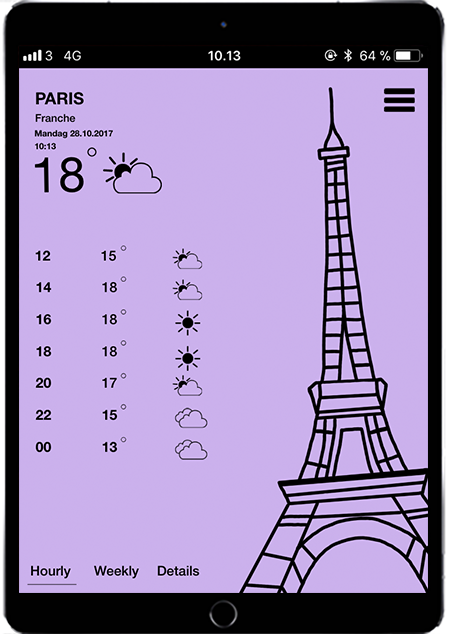 3 4G 10.13 64 %
PARIS
Franche
Mandag 28.10.2017
10:13
18°
12 15°
14 18°
16 18°
18 18°
20 17°
22 15°
00 13°
Hourly Weekly Details